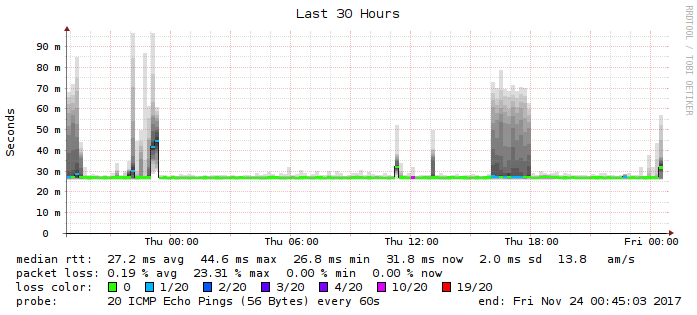 Last 30 Hours
RRDTOOL / TOBI OETIKER
Seconds
90 m
80 m
70 m
60 m
50 m
40 m
30 m
20 m
10 m
0
Thu 00:00 Thu 06:00 Thu 12:00 Thu 18:00 Fri 00:00
median rtt: 27.2 ms avg 44.6 ms max 26.8 ms min 31.8 ms now 2.0 ms sd 13.8 am/s
packet loss: 0.19 % avg 23.31 % max 0.00 % min 0.00 % now
loss color: 0 1/20 2/20 3/20 4/20 10/20 19/20
probe: 20 ICMP Echo Pings (56 Bytes) every 60s end: Fri Nov 24 00:45:03 2017